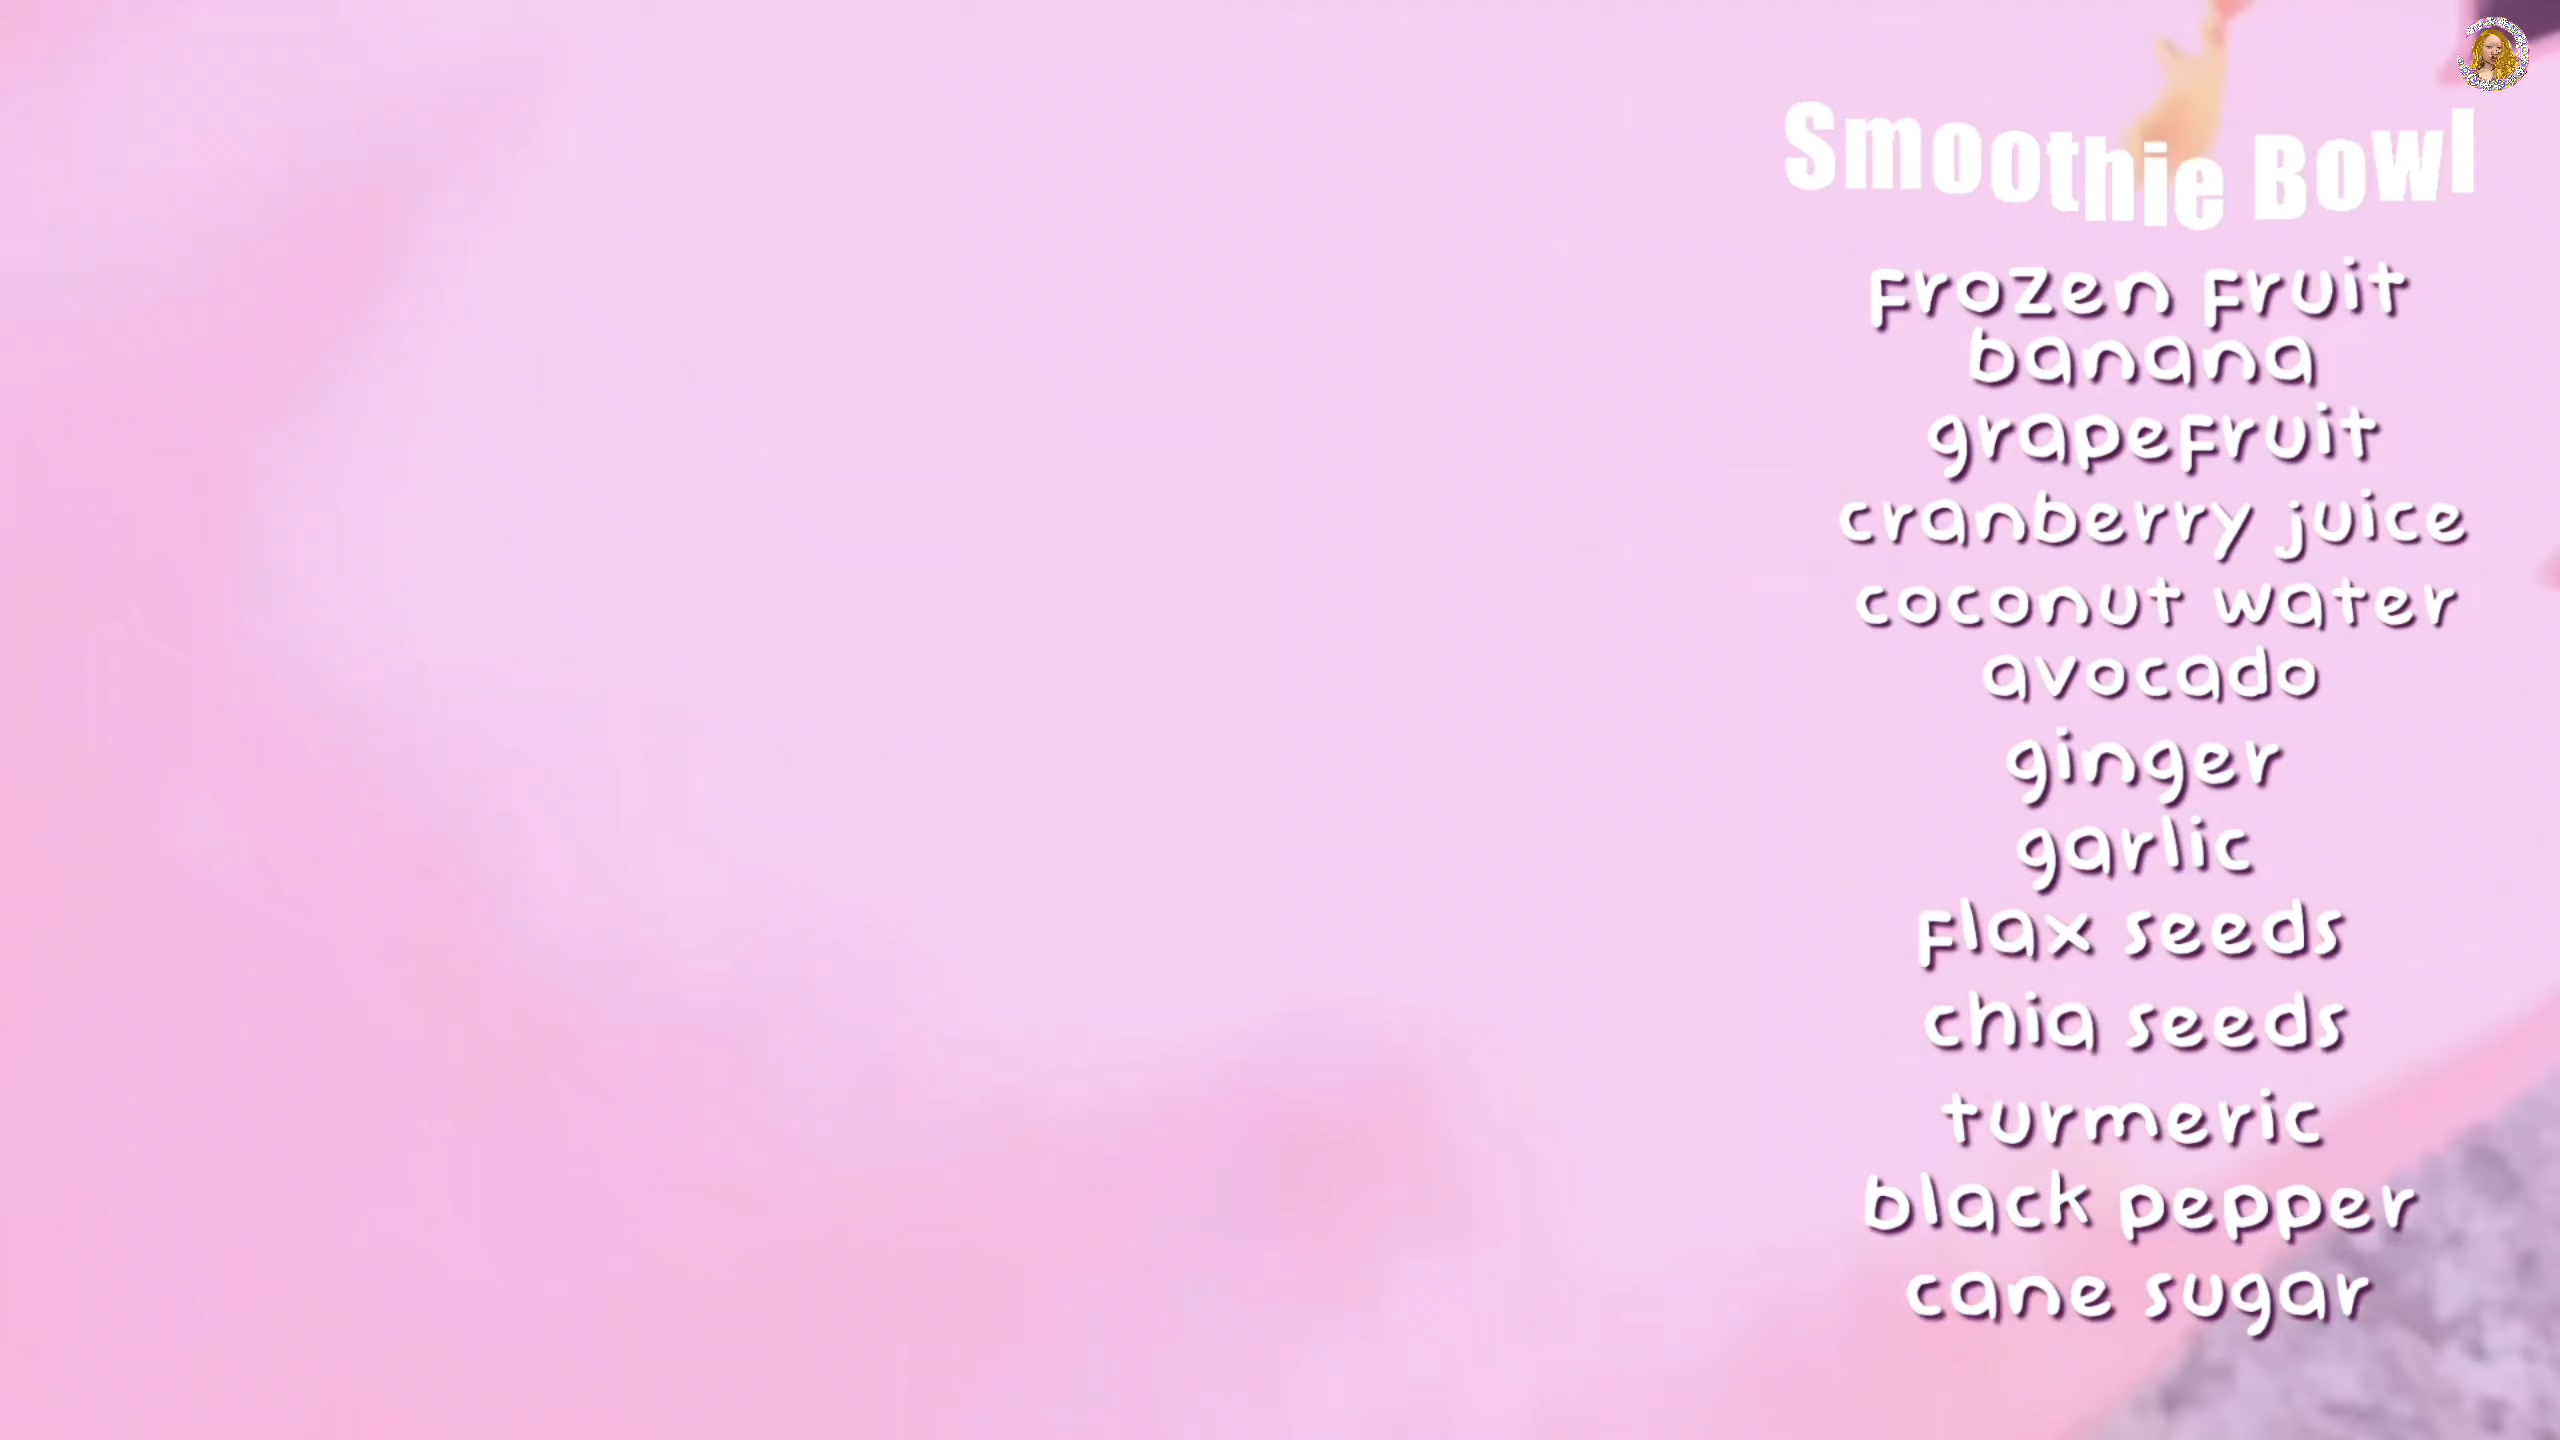 Smoothie Bowl
frozen fruit
banana
grapefruit
cranberry juice
coconut water
avocado
ginger
garlic
flax seeds
chia seeds
turmeric
black pepper
cane sugar